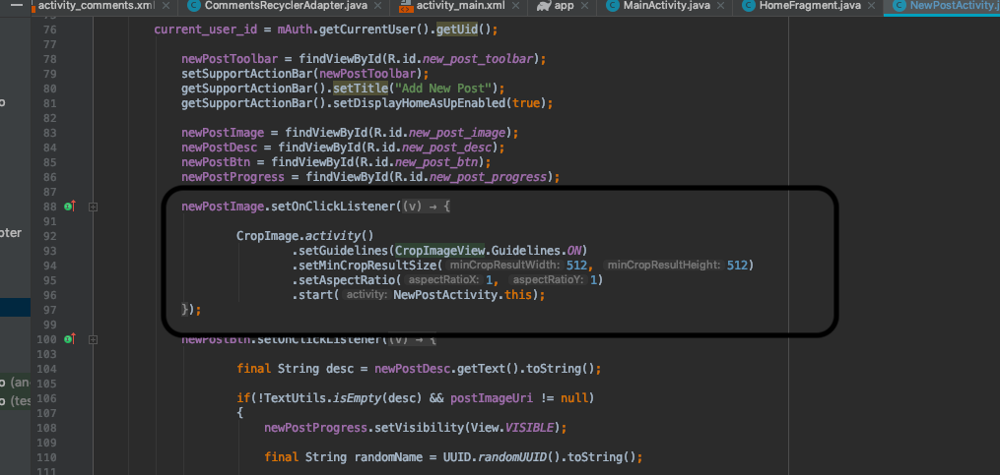 activity_comments.xml CommentsRecyclerAdapter.java activity_main.xml app MainActivity.java HomeFragment.java NewPostActivity.j
76 current_user_id = mAuth.getCurrentUser().getUid();
77
78 newPostToolbar = findViewById(R.id.new_post_toolbar);
79 setSupportActionBar(newPostToolbar);
80 getSupportActionBar().setTitle("Add New Post");
81 getSupportActionBar().setDisplayHomeAsUpEnabled(true);
82
83 newPostImage = findViewById(R.id.new_post_image);
84 newPostDesc = findViewById(R.id.new_post_desc);
85 newPostBtn = findViewById(R.id.new_post_btn);
86 newPostProgress = findViewById(R.id.new_post_progress);
87
88 newPostImage.setOnClickListener((v) → {
91
92 CropImage.activity()
93 .setGuidelines(CropImageView.Guidelines.ON)
94 .setMinCropResultSize( minCropResultWidth: 512, minCropResultHeight: 512)
95 .setAspectRatio( aspectRatioX: 1, aspectRatioY: 1)
96 .start( activity: NewPostActivity.this);
97 });
99
100 newPostBtn.setOnClickListener((v) → {
103
104 final String desc = newPostDesc.getText().toString();
105
106 if(!TextUtils.isEmpty(desc) && postImageUri != null)
107 {
108 newPostProgress.setVisibility(View.VISIBLE);
109
110 final String randomName = UUID.randomUUID().toString();
111
o
pter
o (an
o (tes